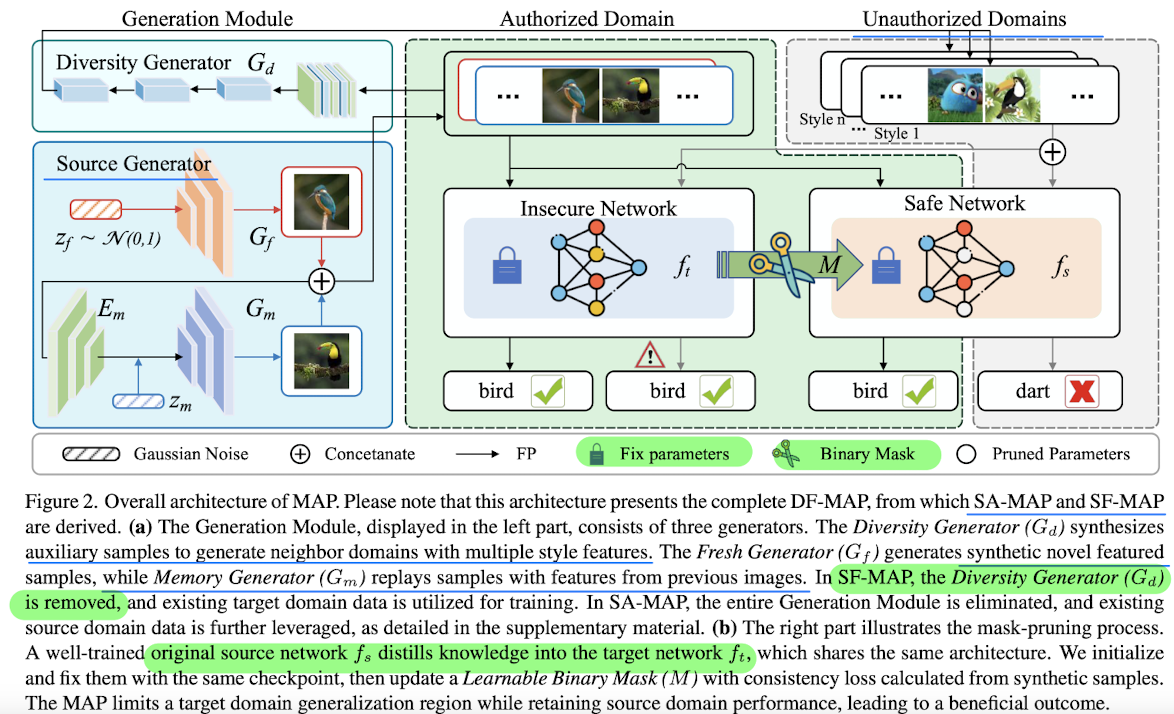 Generation Module
Authorized Domain
Unauthorized Domains
Diversity Generator G_d
...
...
...
...
Style n
...
Style 1
Source Generator
z_f ~ N(0,1)
G_f
E_m
G_m
z_m
Insecure Network
f_t
M
Safe Network
f_s
bird
bird
bird
dart
Gaussian Noise
Concetanate
FP
Fix parameters
Binary Mask
Pruned Parameters
Figure 2. Overall architecture of MAP. Please note that this architecture presents the complete DF-MAP, from which SA-MAP and SF-MAP
are derived. (a) The Generation Module, displayed in the left part, consists of three generators. The Diversity Generator (G_d) synthesizes
auxiliary samples to generate neighbor domains with multiple style features. The Fresh Generator (G_f) generates synthetic novel featured
samples, while Memory Generator (G_m) replays samples with features from previous images. In SF-MAP, the Diversity Generator (G_d)
is removed, and existing target domain data is utilized for training. In SA-MAP, the entire Generation Module is eliminated, and existing
source domain data is further leveraged, as detailed in the supplementary material. (b) The right part illustrates the mask-pruning process.
A well-trained original source network f_s distills knowledge into the target network f_t, which shares the same architecture. We initialize
and fix them with the same checkpoint, then update a Learnable Binary Mask (M) with consistency loss calculated from synthetic samples.
The MAP limits a target domain generalization region while retaining source domain performance, leading to a beneficial outcome.